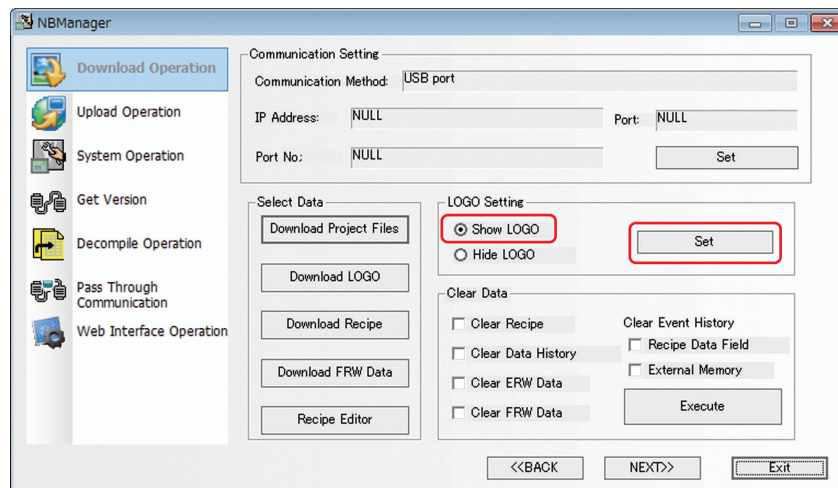 NBManager
Download Operation
Upload Operation
System Operation
Get Version
Decompile Operation
Pass Through
Communication
Web Interface Operation
Communication Setting
Communication Method: USB port
IP Address: NULL Port: NULL
Port No; NULL Set
Select Data
Download Project Files
Download LOGO
Download Recipe
Download FRW Data
Recipe Editor
LOGO Setting
Show LOGO
Hide LOGO
Set
Clear Data
Clear Recipe
Clear Data History
Clear ERW Data
Clear FRW Data
Clear Event History
Recipe Data Field
External Memory
Execute
<<BACK NEXT>> Exit